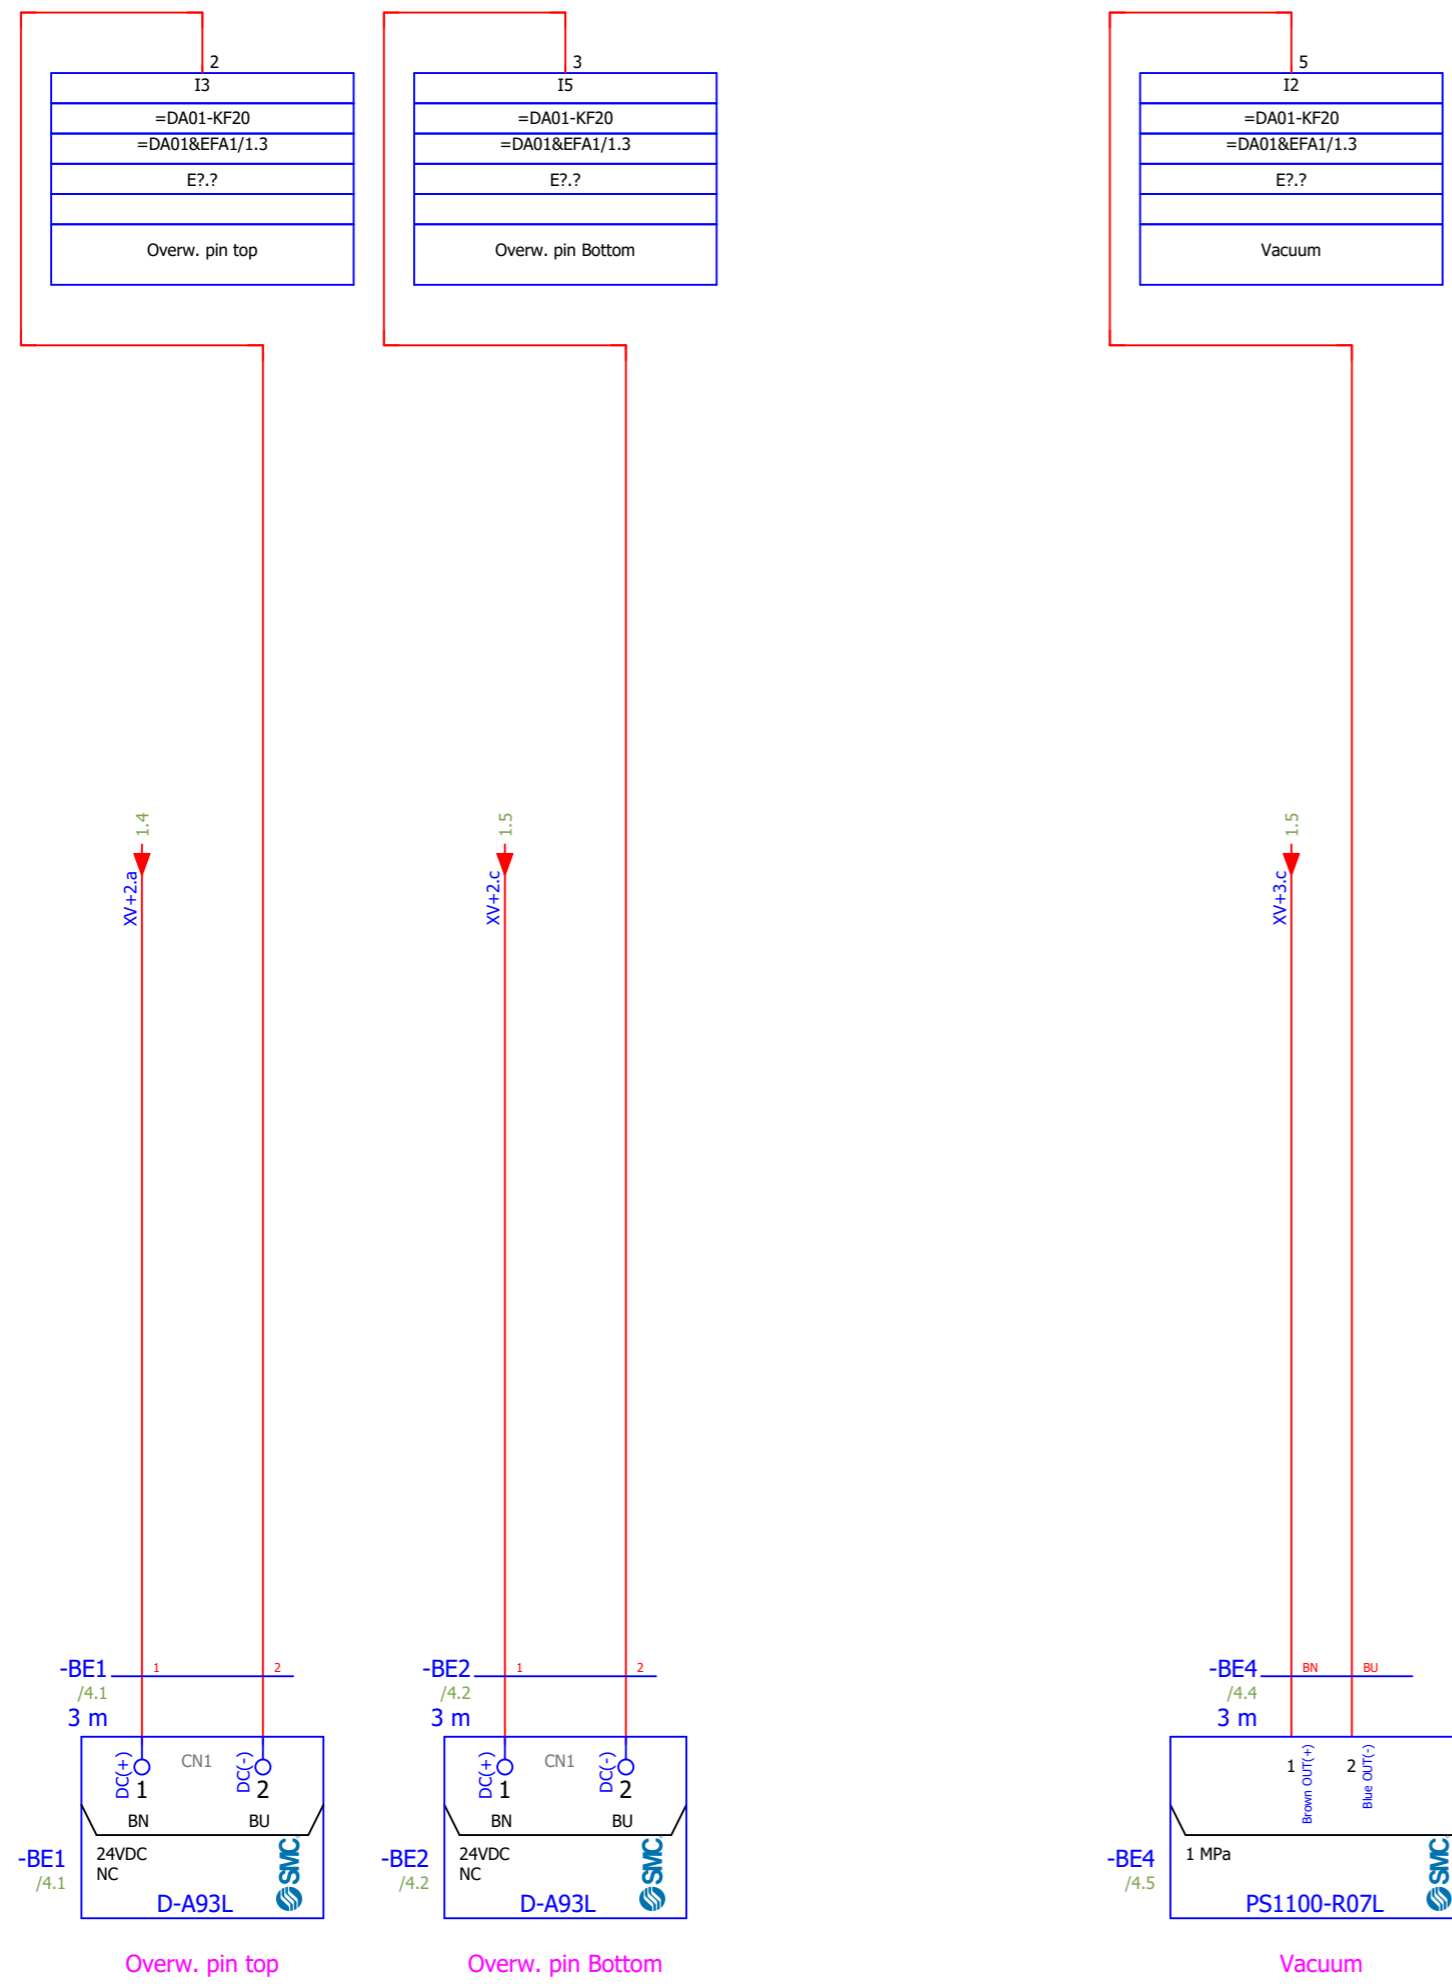 2
I3
=DA01-KF20
=DA01&EFA1/1.3
E?.?
Overw. pin top
3
I5
=DA01-KF20
=DA01&EFA1/1.3
E?.?
Overw. pin Bottom
5
I2
=DA01-KF20
=DA01&EFA1/1.3
E?.?
Vacuum
1.4
XV+2.a
1.5
XV+2.c
1.5
XV+3.c
-BE1
1
2
/4.1
3 m
DC(+)
CN1
DC(-)
1
2
BN
BU
-BE1
/4.1
24VDC
NC
SMC
D-A93L
Overw. pin top
-BE2
1
2
/4.2
3 m
DC(+)
CN1
DC(-)
1
2
BN
BU
-BE2
/4.2
24VDC
NC
SMC
D-A93L
Overw. pin Bottom
-BE4
BN
BU
/4.4
3 m
1
Brown OUT(+)
2
Blue OUT(-)
-BE4
/4.5
1 MPa
SMC
PS1100-R07L
Vacuum